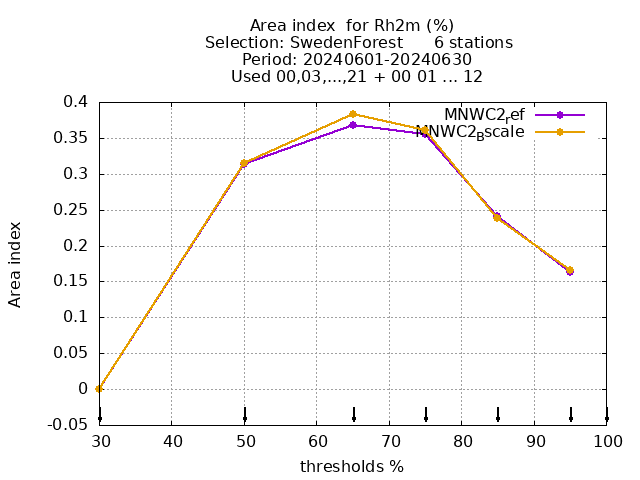 Area index  for Rh2m (%)
Selection: SwedenForest      6 stations
Period: 20240601-20240630
Used 00,03,...,21 + 00 01 ... 12
MNWC2ref
MNWC2Bscale
0.4
0.35
0.3
0.25
0.2
0.15
0.1
0.05
0
-0.05
Area index
30 40 50 60 70 80 90 100
thresholds %